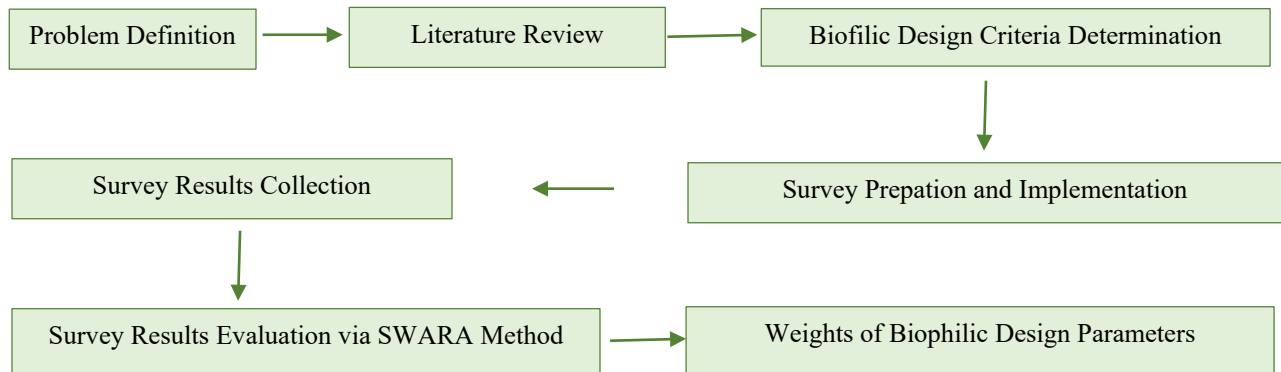 Problem Definition
Literature Review
Biofilic Design Criteria Determination
Survey Prepation and Implementation
Survey Results Collection
Survey Results Evaluation via SWARA Method
Weights of Biophilic Design Parameters